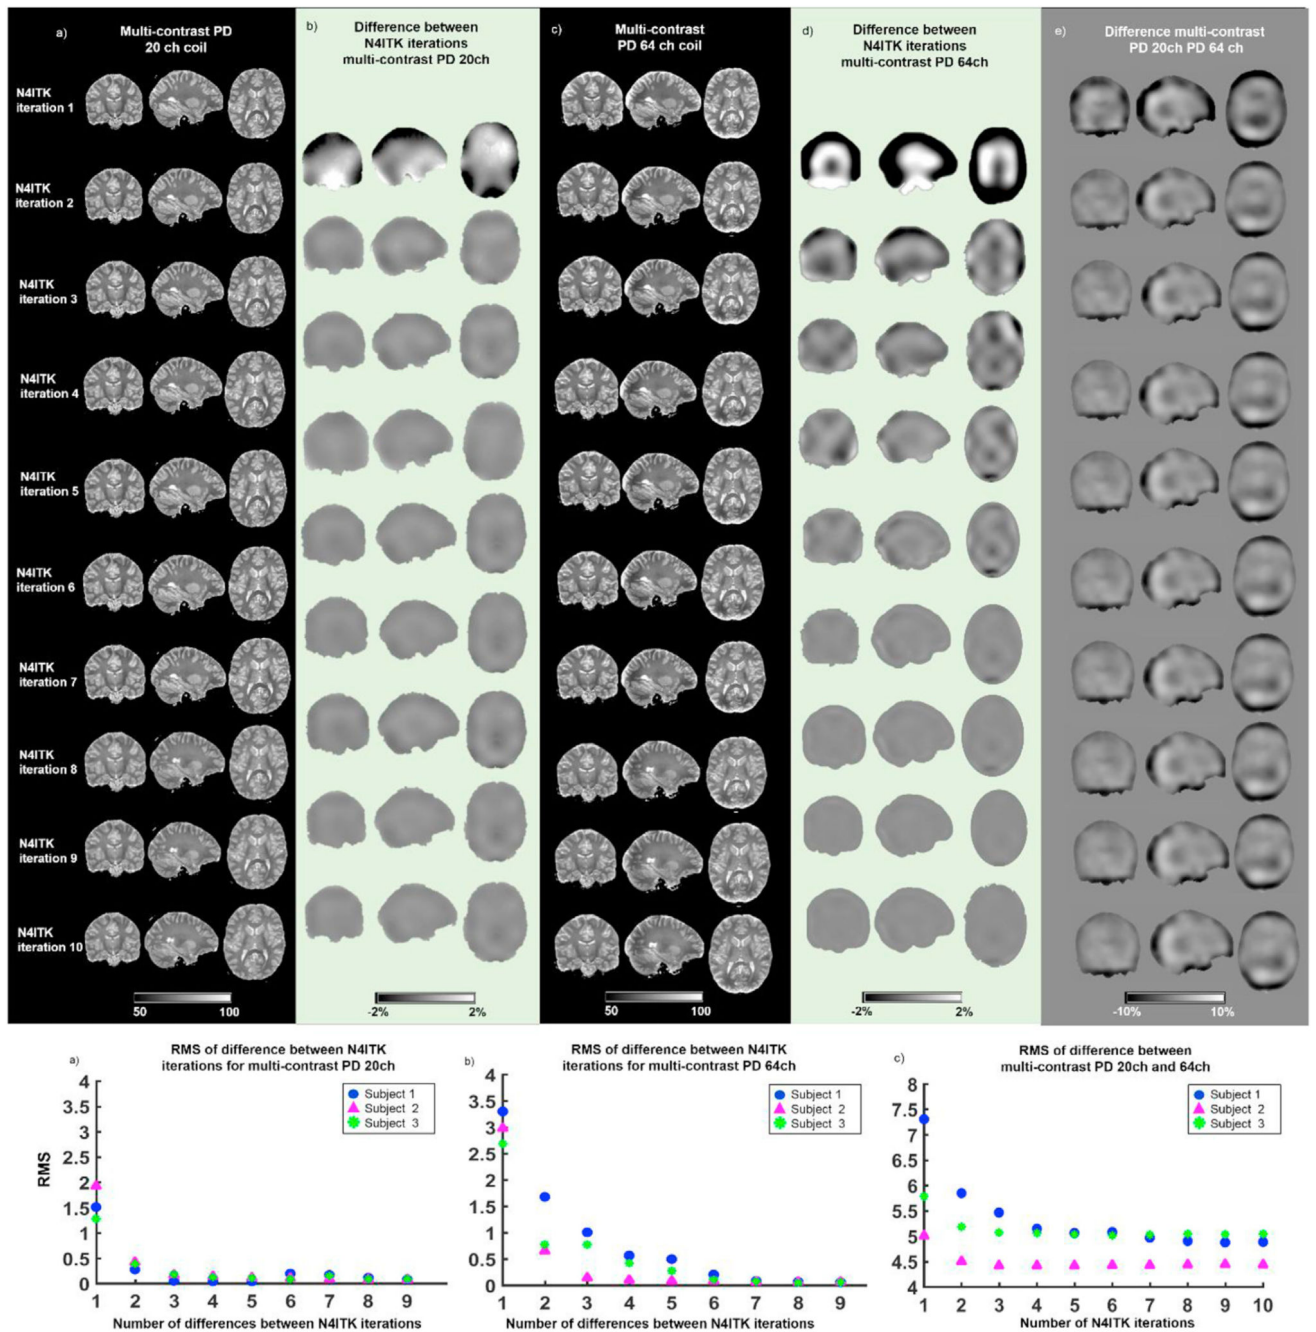 a)
Multi-contrast PD
20 ch coil
b)
Difference between
N4ITK iterations
multi-contrast PD 20ch
c)
Multi-contrast
PD 64 ch coil
d)
Difference between
N4ITK iterations
multi-contrast PD 64ch
e)
Difference multi-contrast
PD 20ch PD 64 ch
N4ITK
iteration 1
N4ITK
iteration 2
N4ITK
iteration 3
N4ITK
iteration 4
N4ITK
iteration 5
N4ITK
iteration 6
N4ITK
iteration 7
N4ITK
iteration 8
N4ITK
iteration 9
N4ITK
iteration 10
50 100
-2% 2%
50 100
-2% 2%
-10% 10%
a)
RMS of difference between N4ITK
iterations for multi-contrast PD 20ch
4
3.5
3
2.5
2
1.5
1
0.5
0
RMS
Subject 1
Subject 2
Subject 3
1 2 3 4 5 6 7 8 9
Number of differences between N4ITK iterations
b)
RMS of difference between N4ITK
iterations for multi-contrast PD 64ch
4
3.5
3
2.5
2
1.5
1
0.5
0
Subject 1
Subject 2
Subject 3
1 2 3 4 5 6 7 8 9
Number of differences between N4ITK iterations
c)
RMS of difference between
multi-contrast PD 20ch and 64ch
8
7.5
7
6.5
6
5.5
5
4.5
4
Subject 1
Subject 2
Subject 3
1 2 3 4 5 6 7 8 9 10
Number of N4ITK iterations